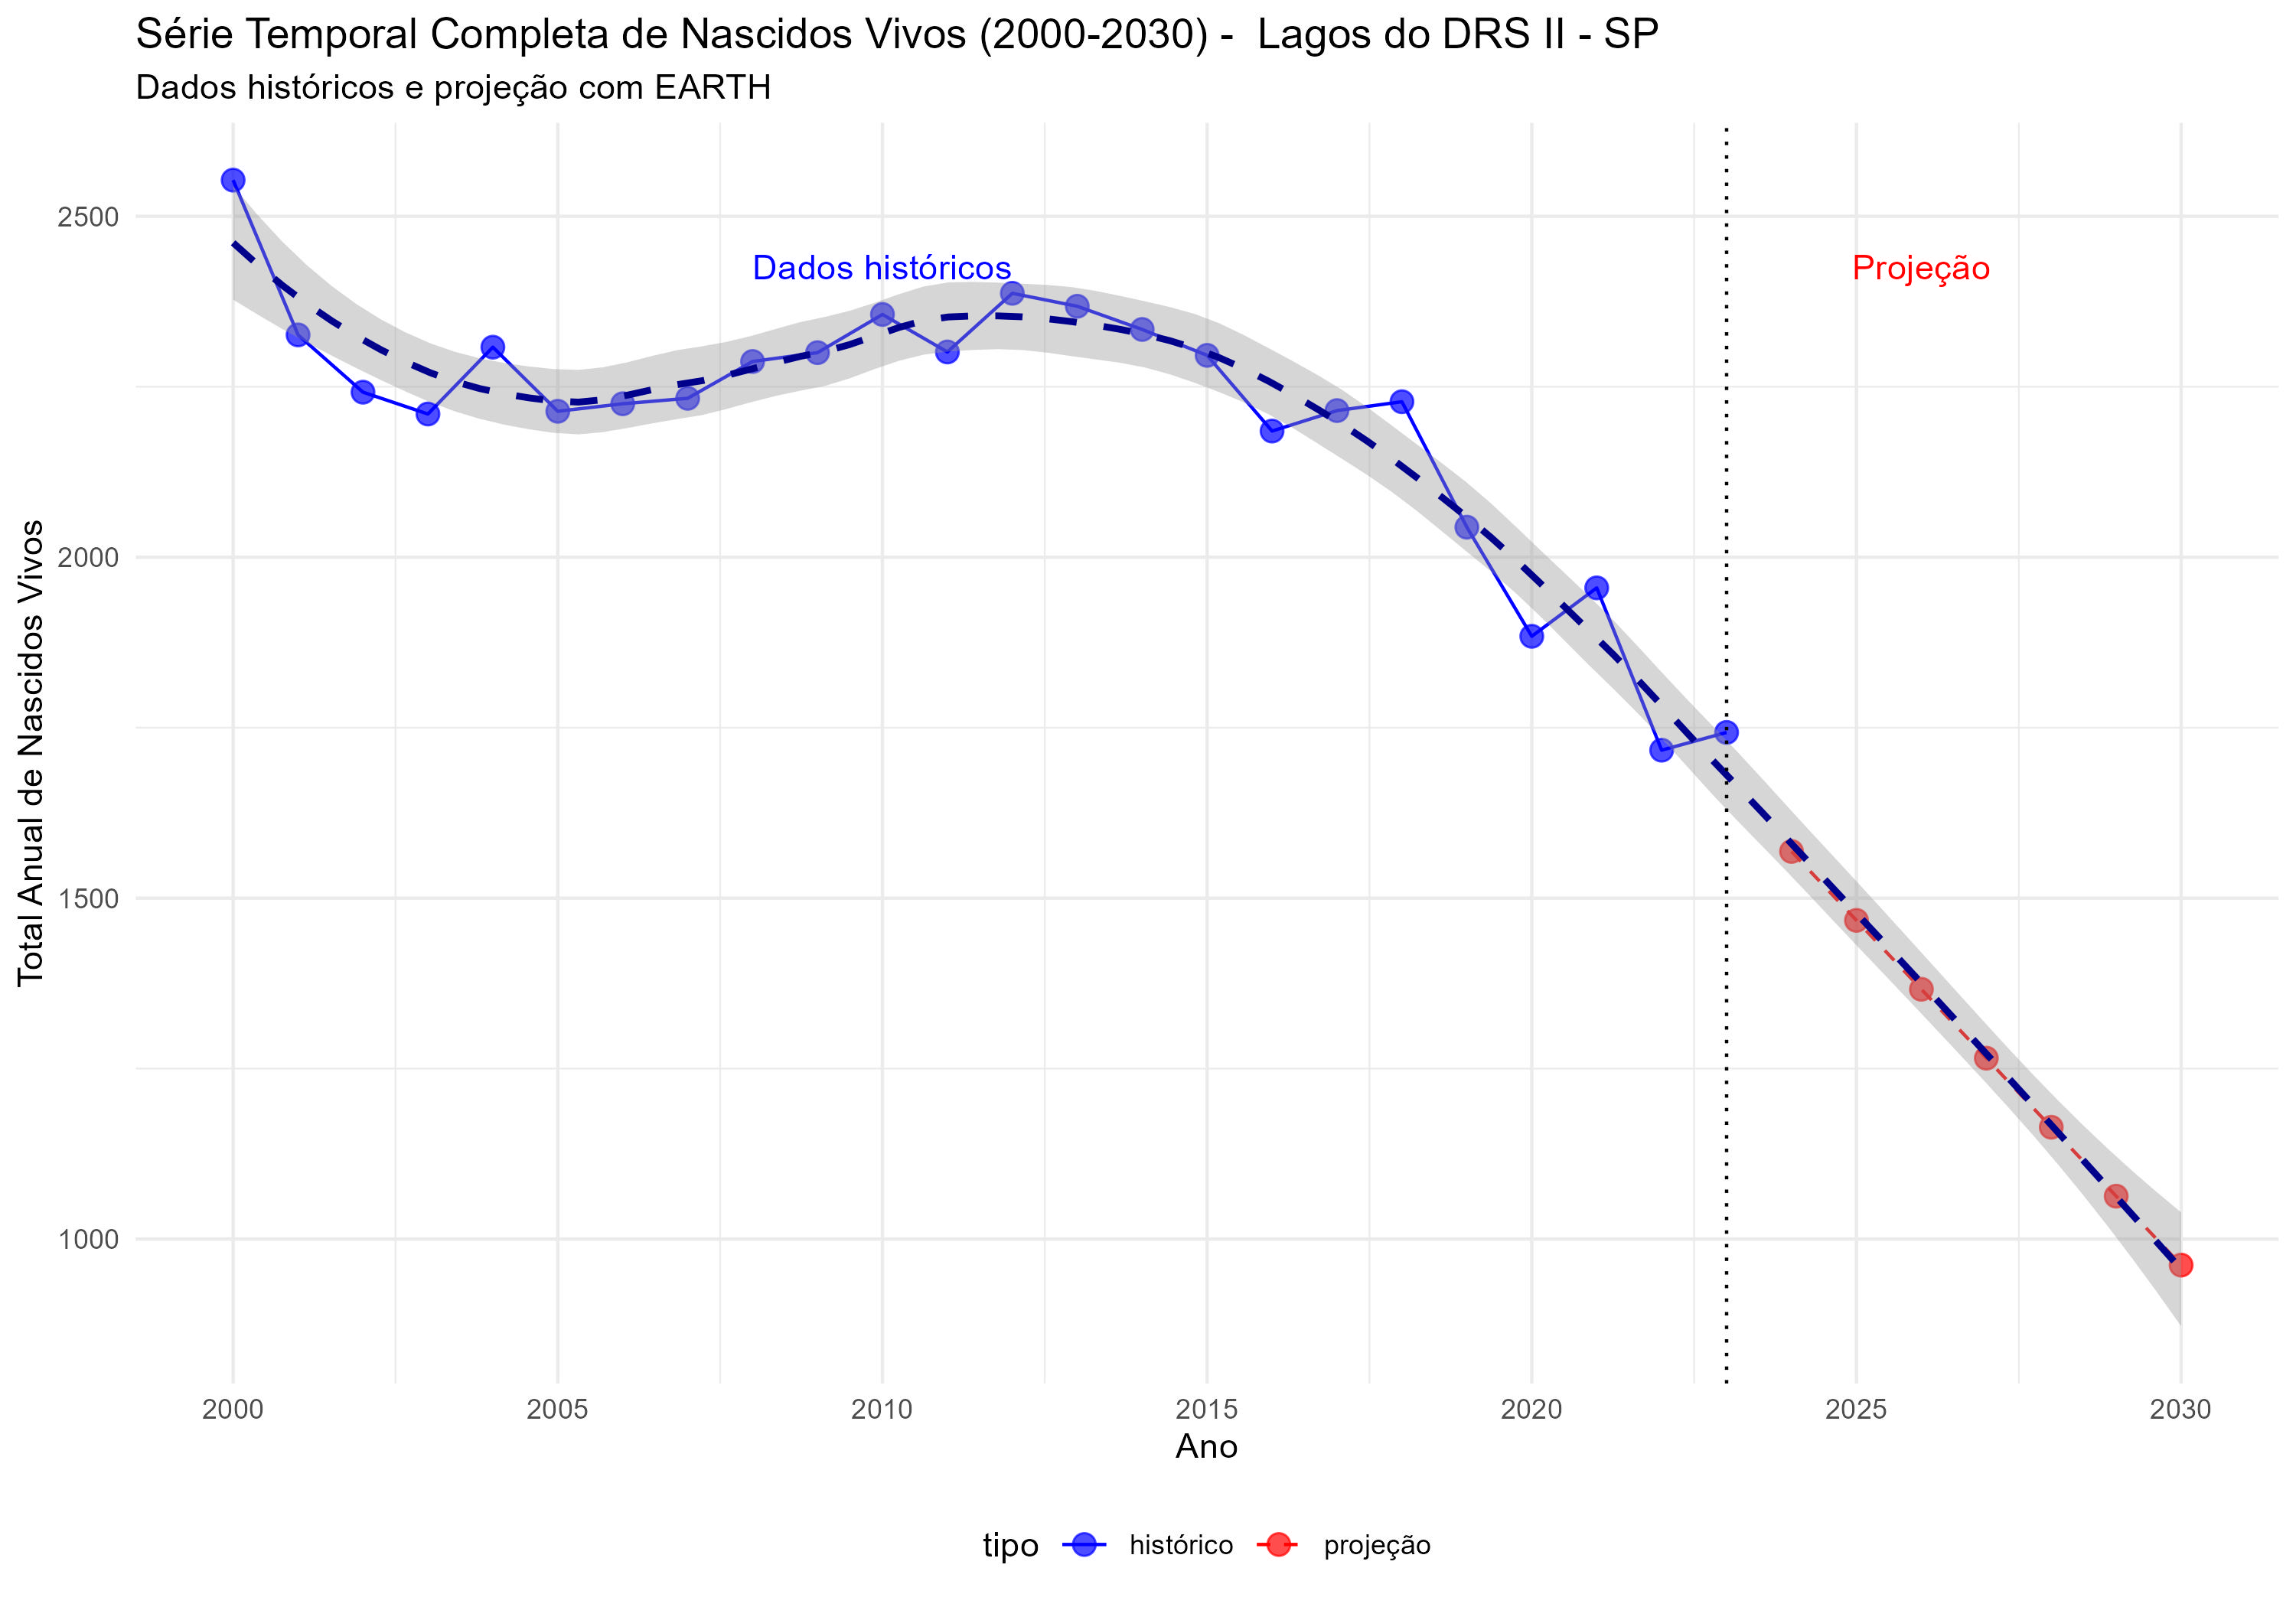 Série Temporal Completa de Nascidos Vivos (2000-2030) -  Lagos do DRS II - SP
Dados históricos e projeção com EARTH
Total Anual de Nascidos Vivos
2500
2000
1500
1000
Dados históricos
Projeção
2000 2005 2010 2015 2020 2025 2030
Ano
tipo histórico projeção